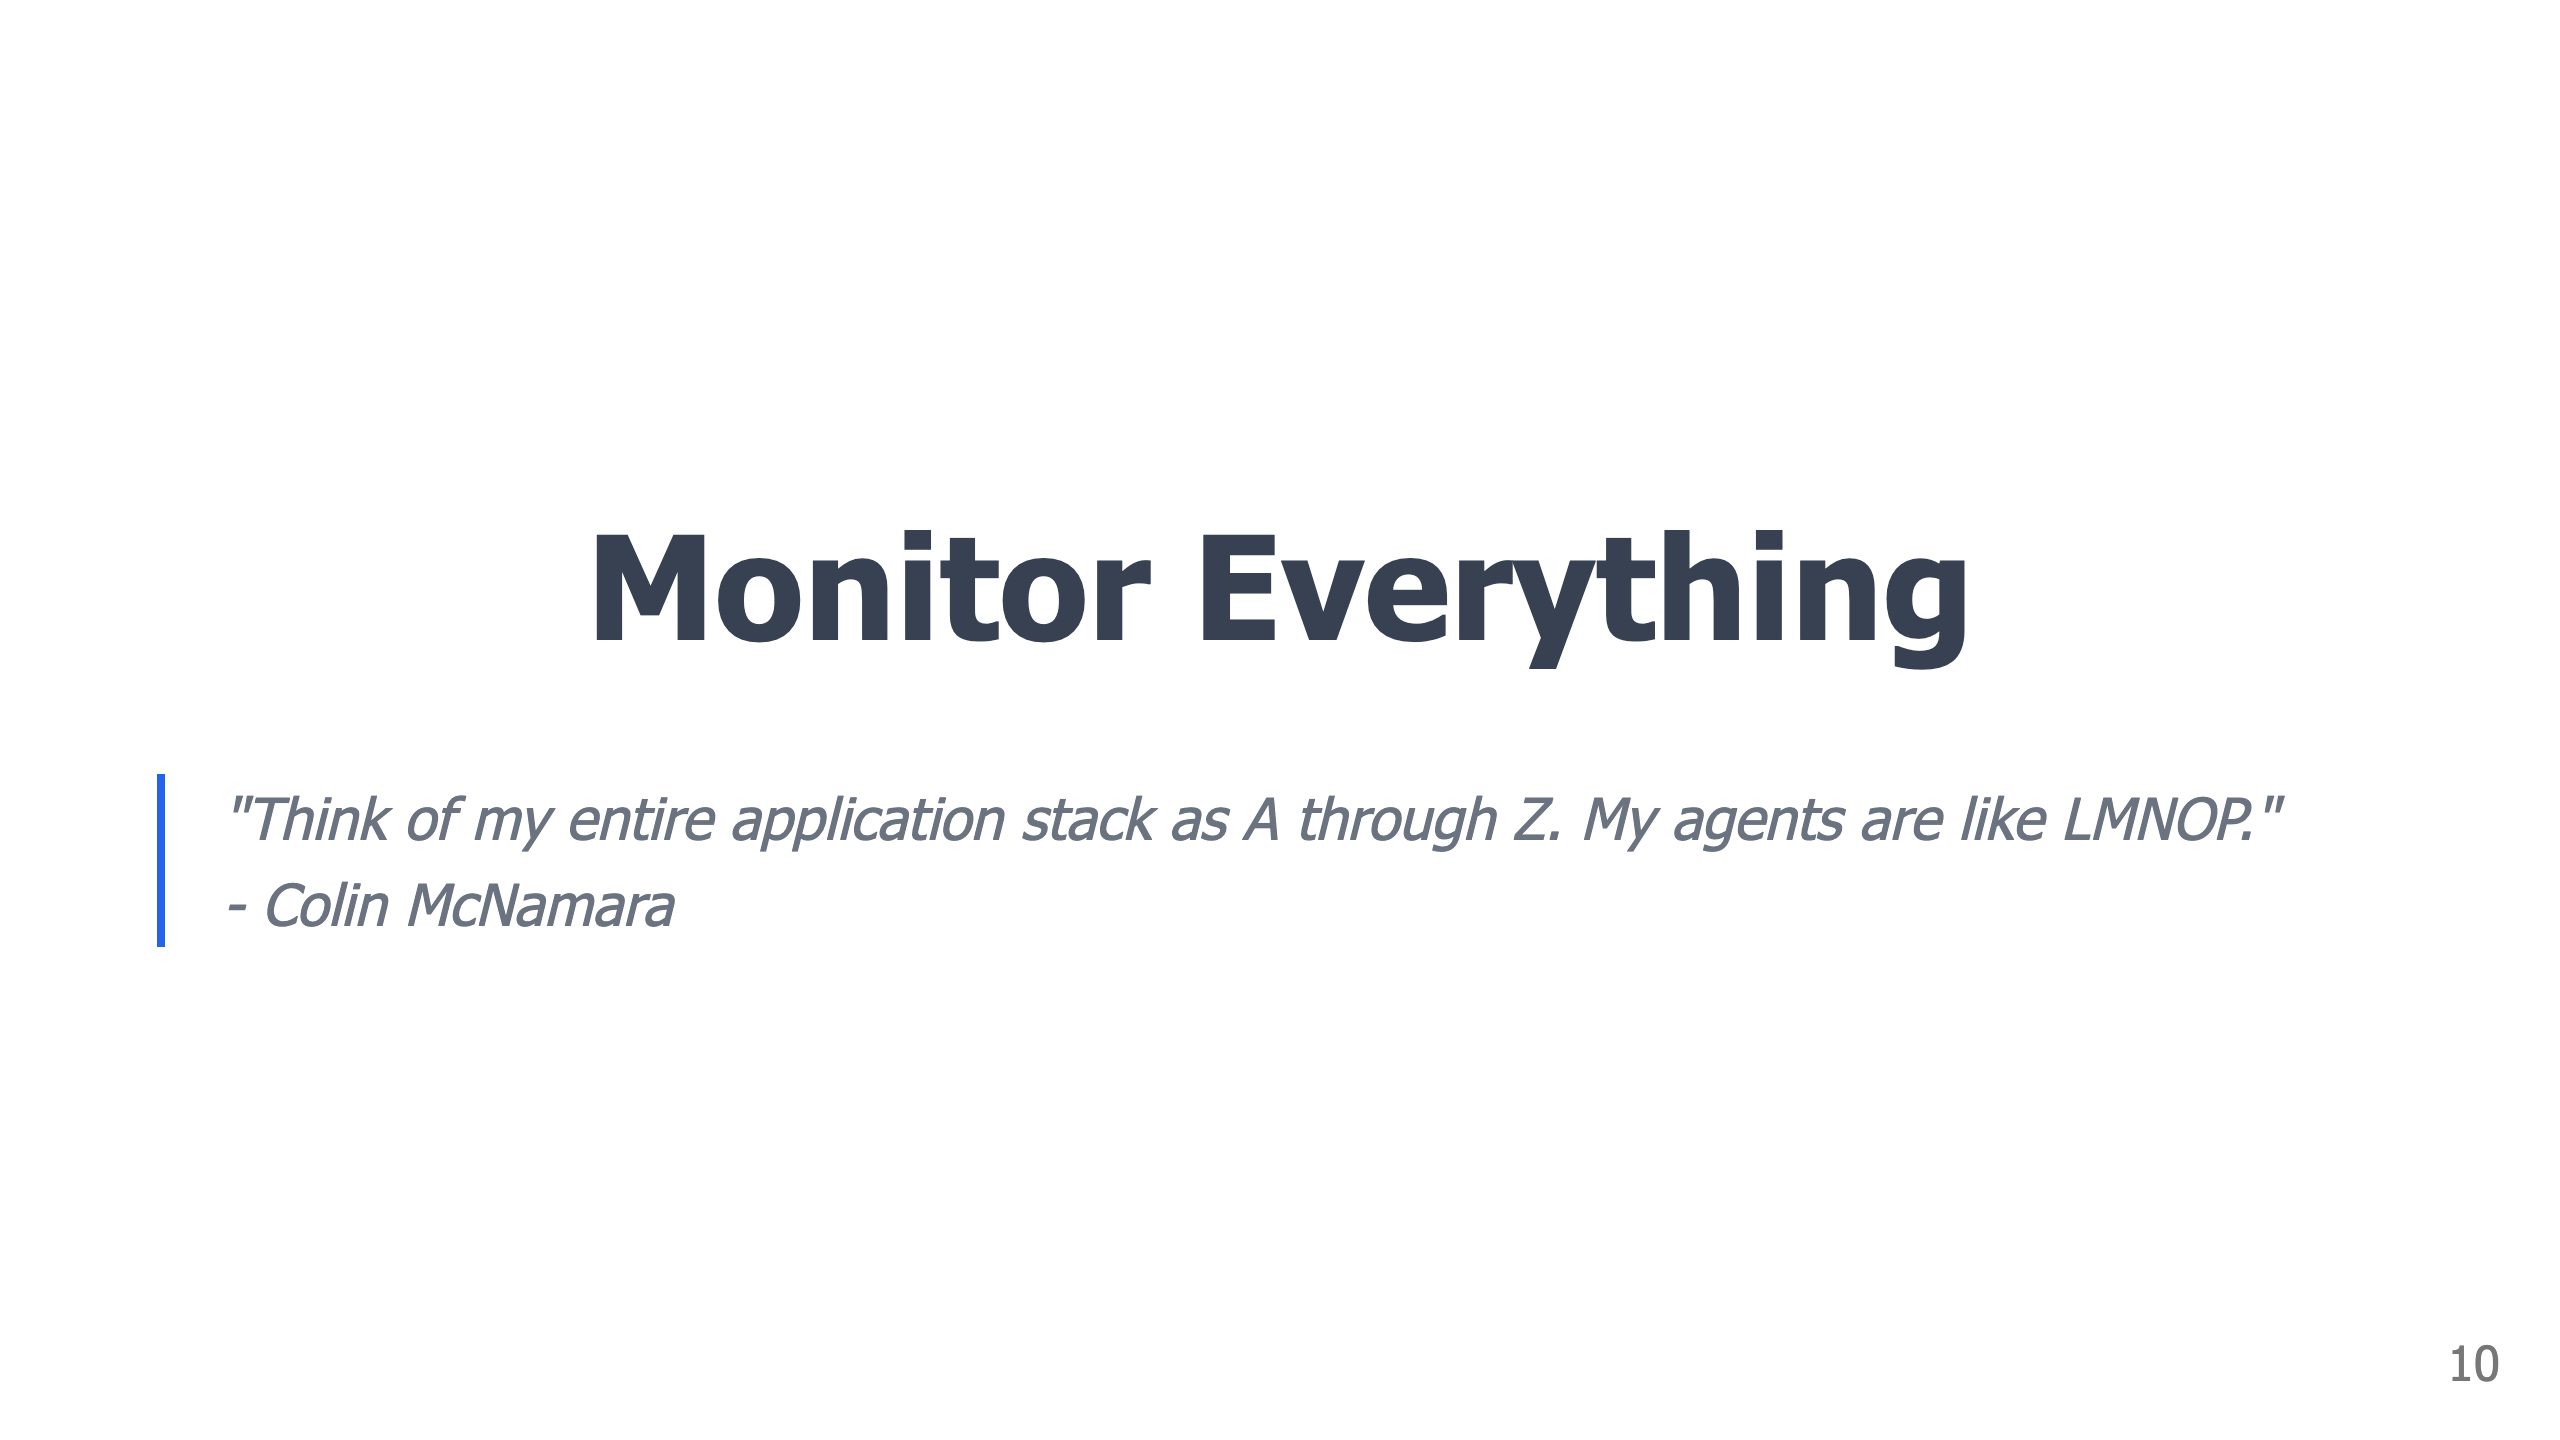 Monitor Everything
"Think of my entire application stack as A through Z. My agents are like LMNOP."
- Colin McNamara
10